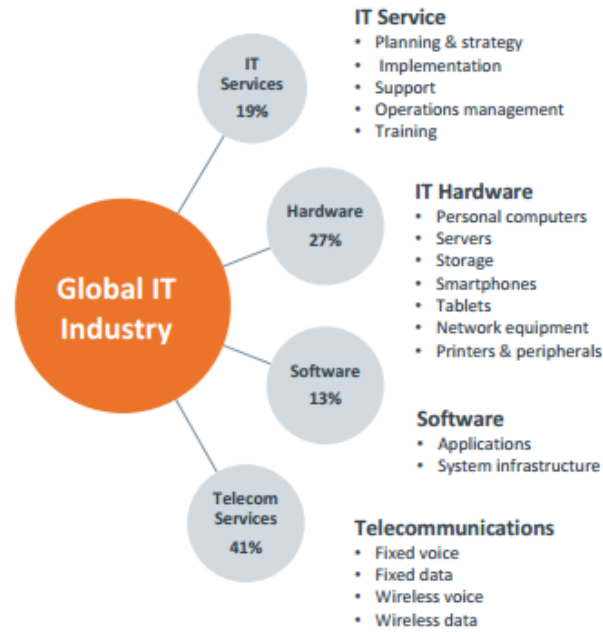 IT Service
• Planning & strategy
• Implementation
• Support
• Operations management
• Training
IT
Services
19%
IT Hardware
• Personal computers
• Servers
• Storage
• Smartphones
• Tablets
• Network equipment
• Printers & peripherals
Hardware
27%
Global IT
Industry
Software
13%
Software
• Applications
• System infrastructure
Telecom
Services
41%
Telecommunications
• Fixed voice
• Fixed data
• Wireless voice
• Wireless data